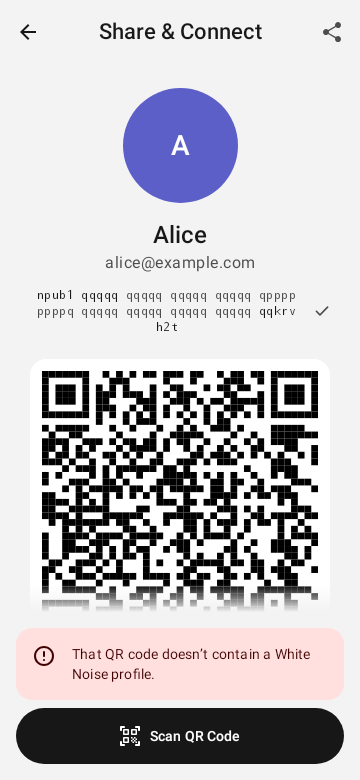 Share & Connect
A
Alice
alice@example.com
npub1 qqqqq qqqqq qqqqq qqqqq qpppp
ppppq qqqqq qqqqq qqqqq qqqqq qqkrv
h2t
That QR code doesn't contain a White
Noise profile.
Scan QR Code